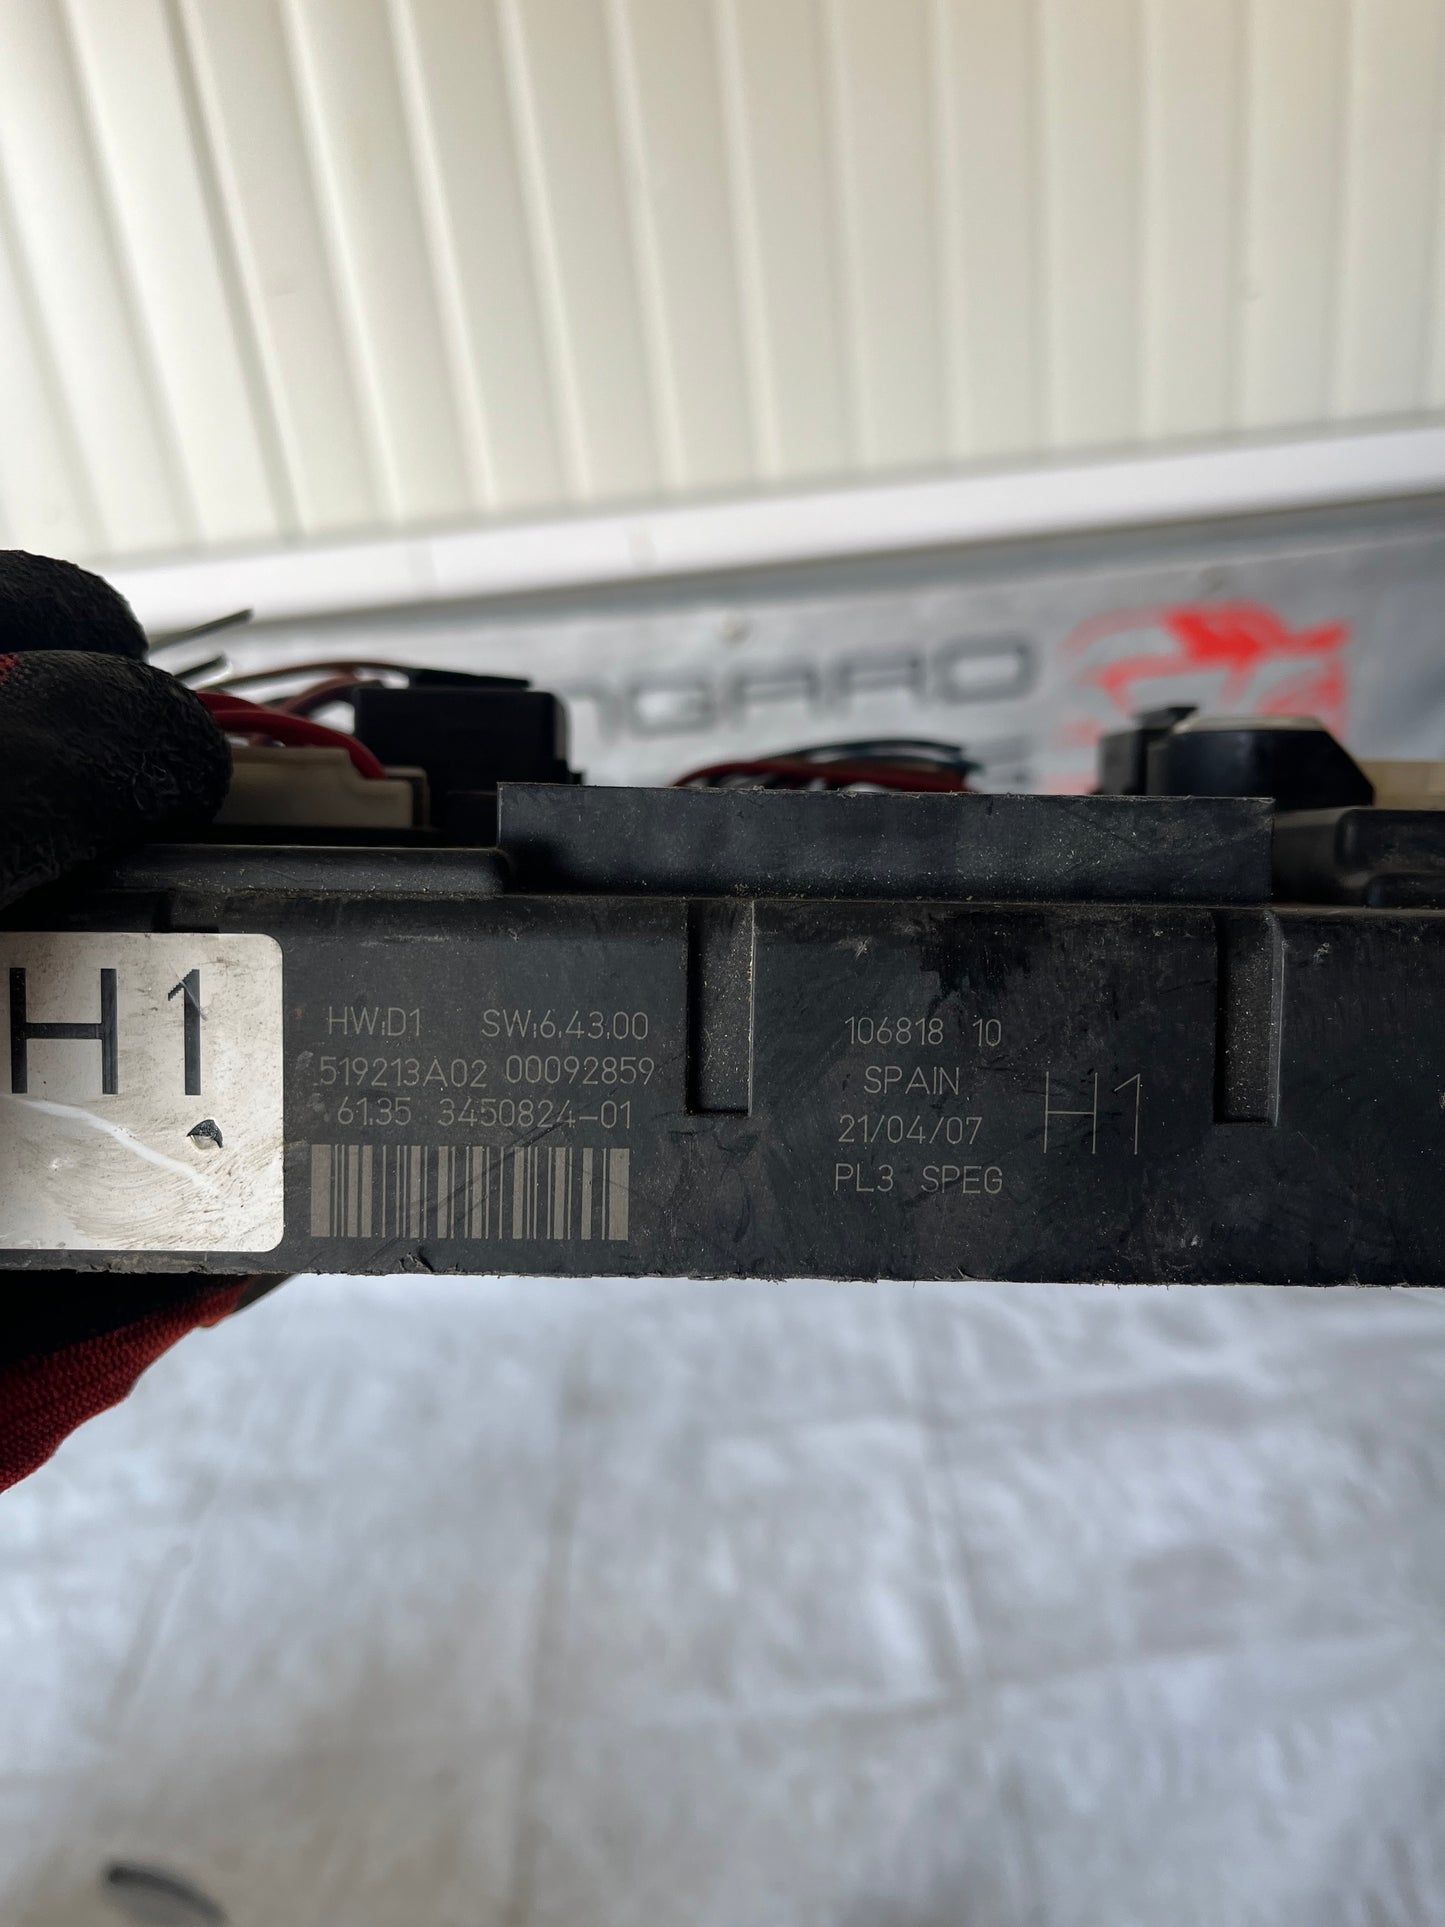 NGARD
H1
HW:D1 SW:6.43.00
519213A02 00092859
61.35 3450824-01
106818 10
SPAIN
21/04/07
PL3 SPEG
H1